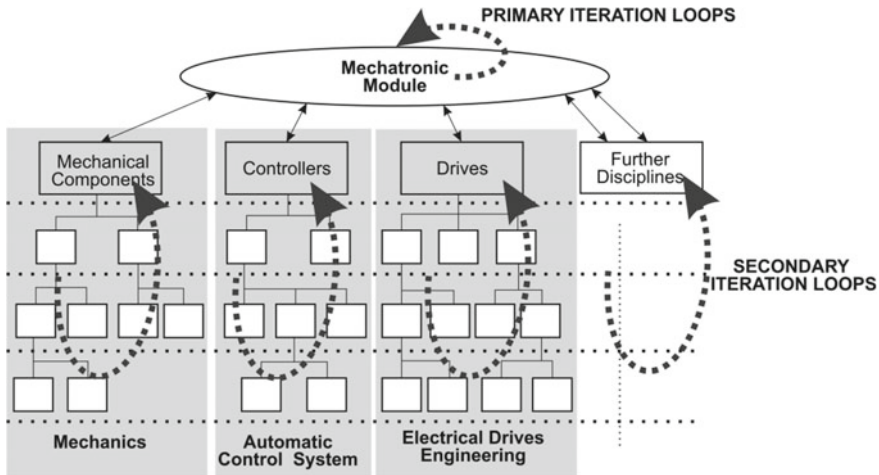 PRIMARY ITERATION LOOPS
Mechatronic
Module
Mechanical
Components
Controllers
Drives
Further
Disciplines
SECONDARY
ITERATION LOOPS
Mechanics
Automatic
Control System
Electrical Drives
Engineering